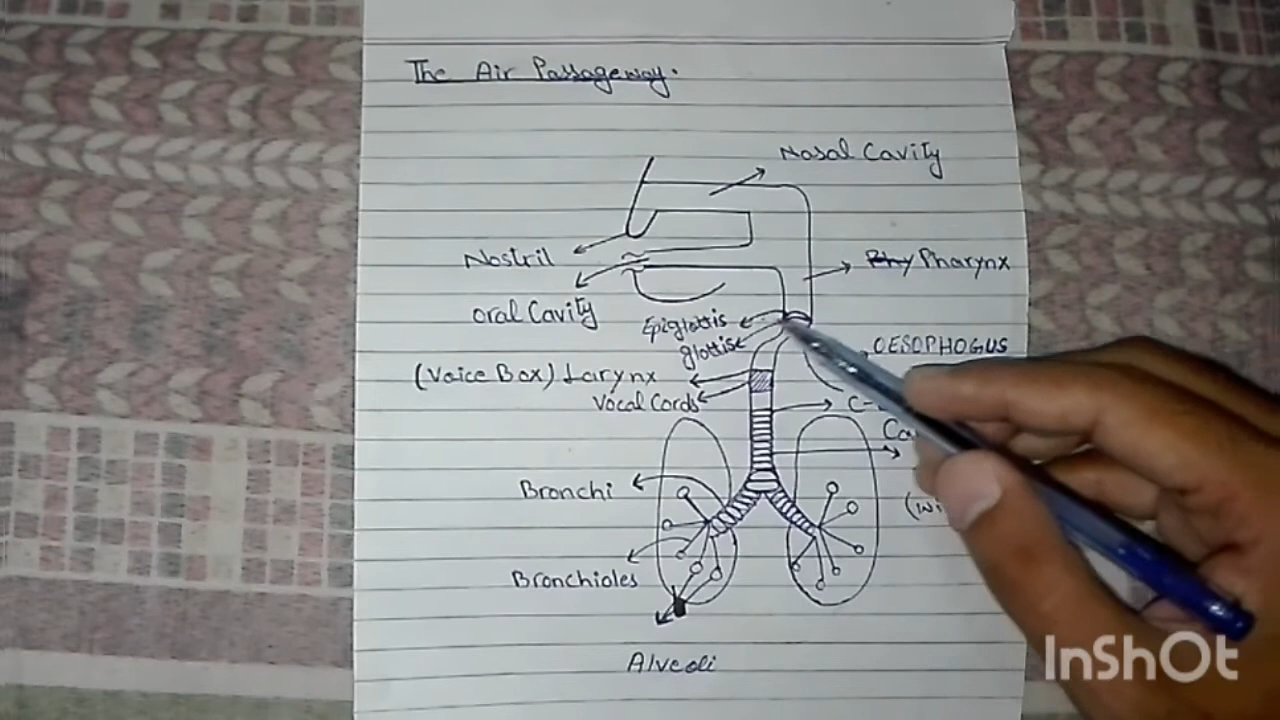 The Air Passageway.
Nasal Cavity
Nostril
Phy Pharynx
oral Cavity
Epiglottis
glottis
OESOPHOGUS
(Voice Box) Larynx
Vocal Cords
Bronchi
Bronchioles
Alveoli
InShOt